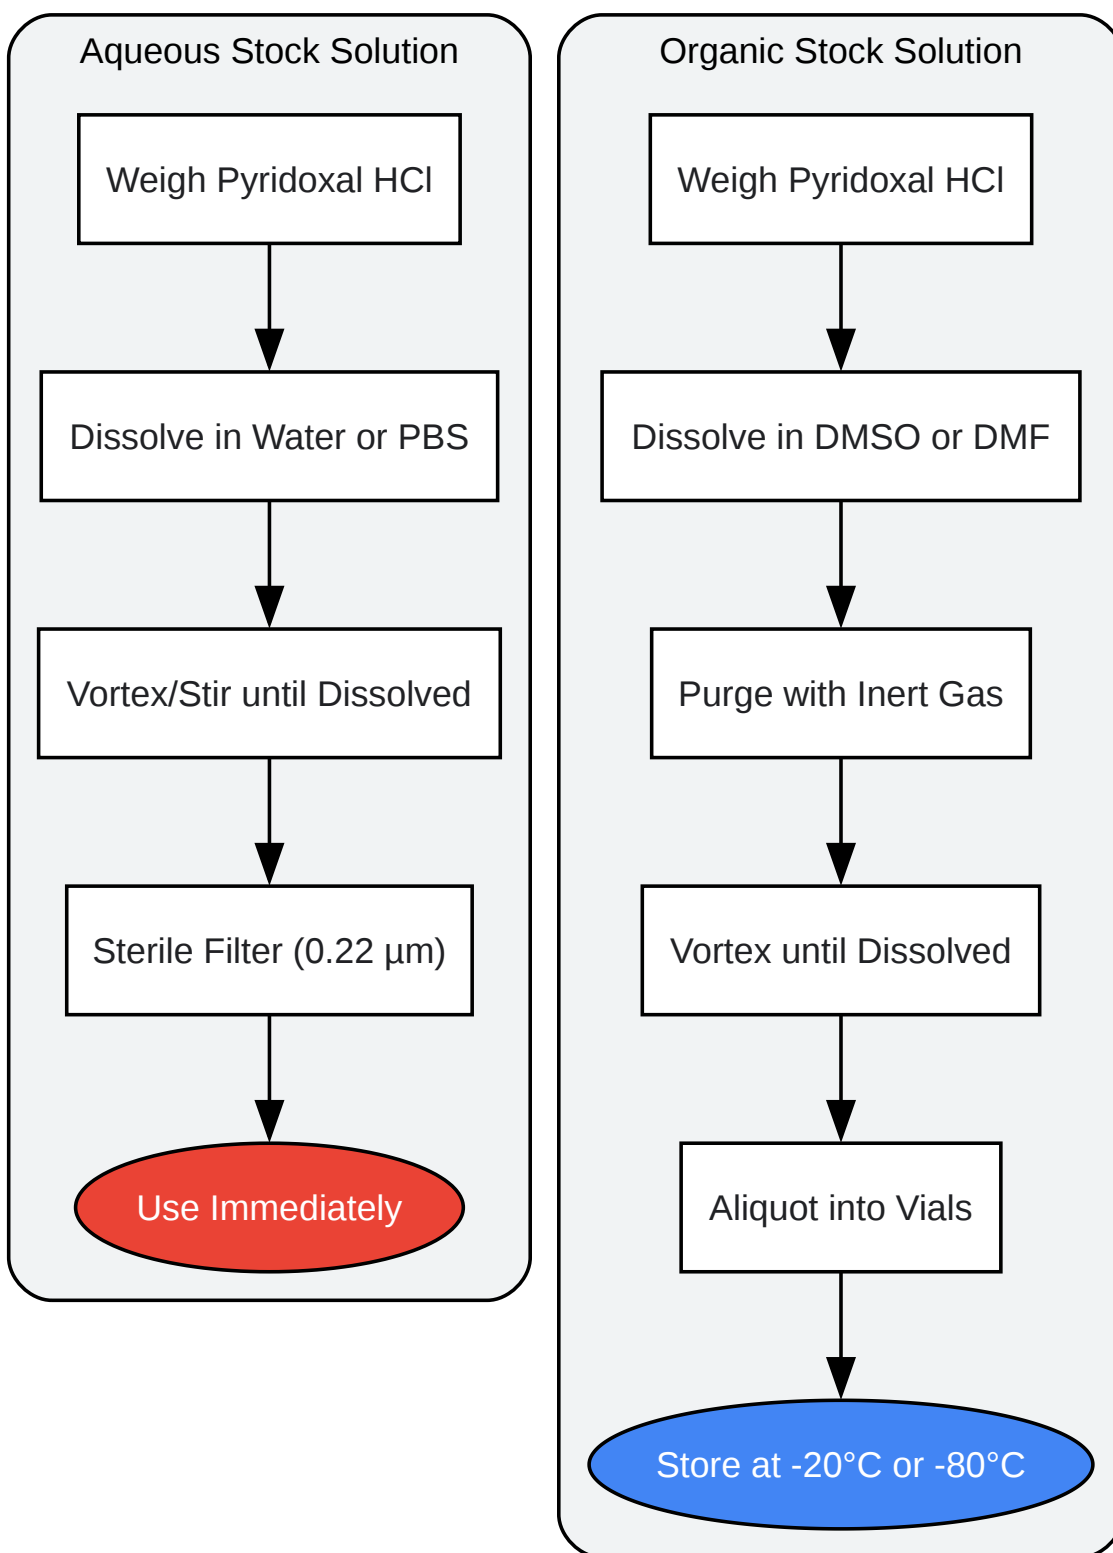 Aqueous Stock Solution
Weigh Pyridoxal HCl
Dissolve in Water or PBS
Vortex/Stir until Dissolved
Sterile Filter (0.22 µm)
Use Immediately
Organic Stock Solution
Weigh Pyridoxal HCl
Dissolve in DMSO or DMF
Purge with Inert Gas
Vortex until Dissolved
Aliquot into Vials
Store at -20°C or -80°C